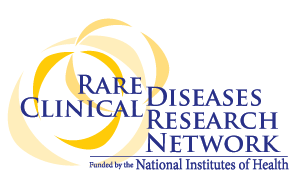 RARE DISEASES
CLINICAL RESEARCH
NETWORK
Funded by the National Institutes of Health